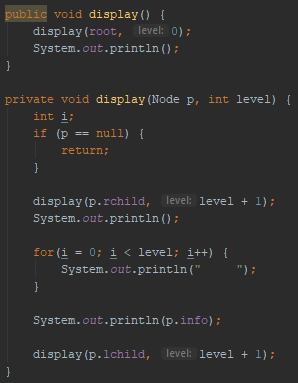 public void display() {
    display(root, level: 0);
    System.out.println();
}

private void display(Node p, int level) {
    int i;
    if (p == null) {
        return;
    }

    display(p.rchild, level: level + 1);
    System.out.println();

    for(i = 0; i < level; i++) {
        System.out.println("     ");
    }

    System.out.println(p.info);

    display(p.lchild, level: level + 1);
}